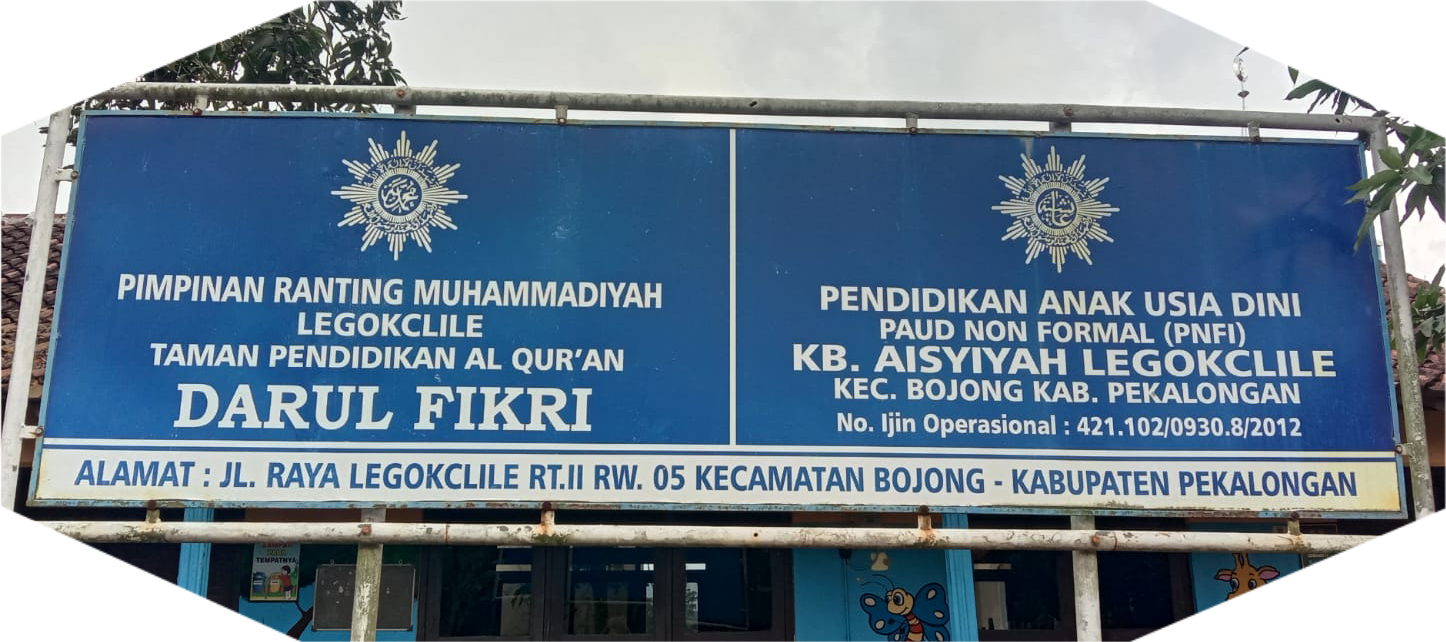 PIMPINAN RANTING MUHAMMADIYAH
LEGOKCLILE
TAMAN PENDIDIKAN AL QUR'AN
DARUL FIKRI
PENDIDIKAN ANAK USIA DINI
PAUD NON FORMAL (PNFI)
KB. AISYIYAH LEGOKCLILE
KEC. BOJONG KAB. PEKALONGAN
No. Ijin Operasional : 421.102/0930.8/2012
ALAMAT : JL. RAYA LEGOKCLILE RT.II RW. 05 KECAMATAN BOJONG - KABUPATEN PEKALONGAN
TEMPATNYA